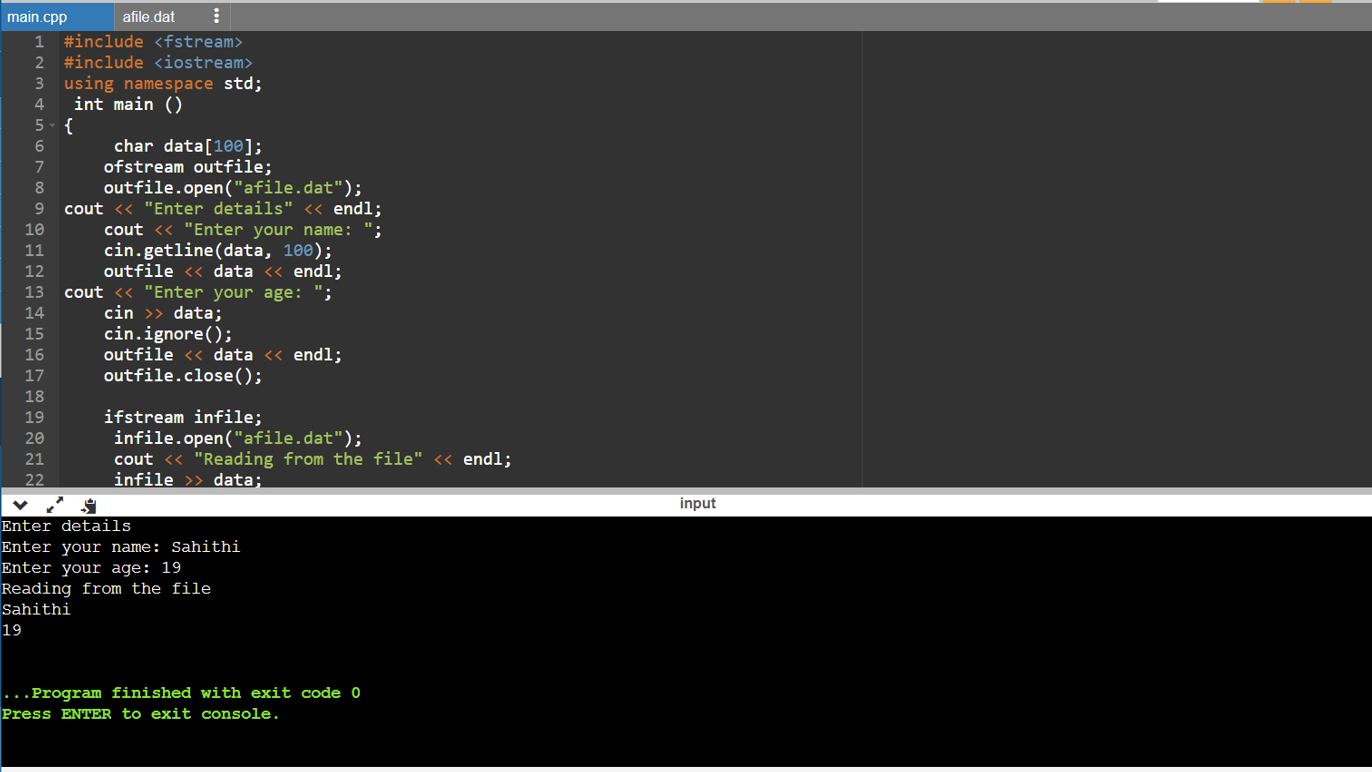 main.cpp afile.dat
1 #include <fstream>
2 #include <iostream>
3 using namespace std;
4 int main ()
5 {
6 char data[100];
7 ofstream outfile;
8 outfile.open("afile.dat");
9 cout << "Enter details" << endl;
10 cout << "Enter your name: ";
11 cin.getline(data, 100);
12 outfile << data << endl;
13 cout << "Enter your age: ";
14 cin >> data;
15 cin.ignore();
16 outfile << data << endl;
17 outfile.close();
18
19 ifstream infile;
20 infile.open("afile.dat");
21 cout << "Reading from the file" << endl;
22 infile >> data;
input
Enter details
Enter your name: Sahithi
Enter your age: 19
Reading from the file
Sahithi
19
...Program finished with exit code 0
Press ENTER to exit console.